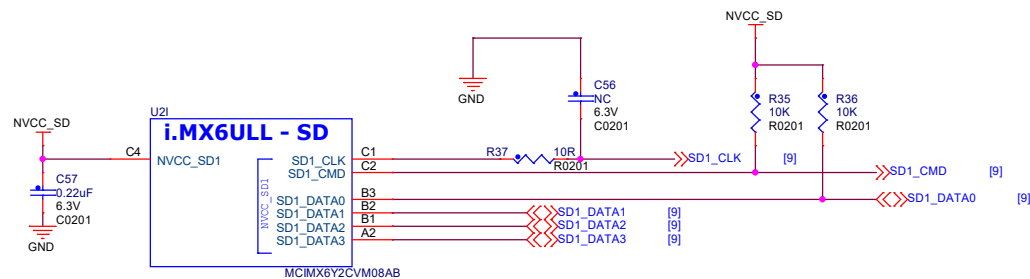 NVCC_SD
C56
NC
6.3V
C0201
GND
R35
10K
R0201
R36
10K
R0201
U2I
i.MX6ULL - SD
NVCC_SD
C4
NVCC_SD1
NVCC_SD1
SD1_CLK
SD1_CMD
SD1_DATA0
SD1_DATA1
SD1_DATA2
SD1_DATA3
C1
C2
B3
B2
B1
A2
R37
10R
R0201
SD1_CLK [9]
SD1_CMD [9]
SD1_DATA0 [9]
SD1_DATA1 [9]
SD1_DATA2 [9]
SD1_DATA3 [9]
C57
0.22uF
6.3V
C0201
GND
MCIMX6Y2CVM08AB